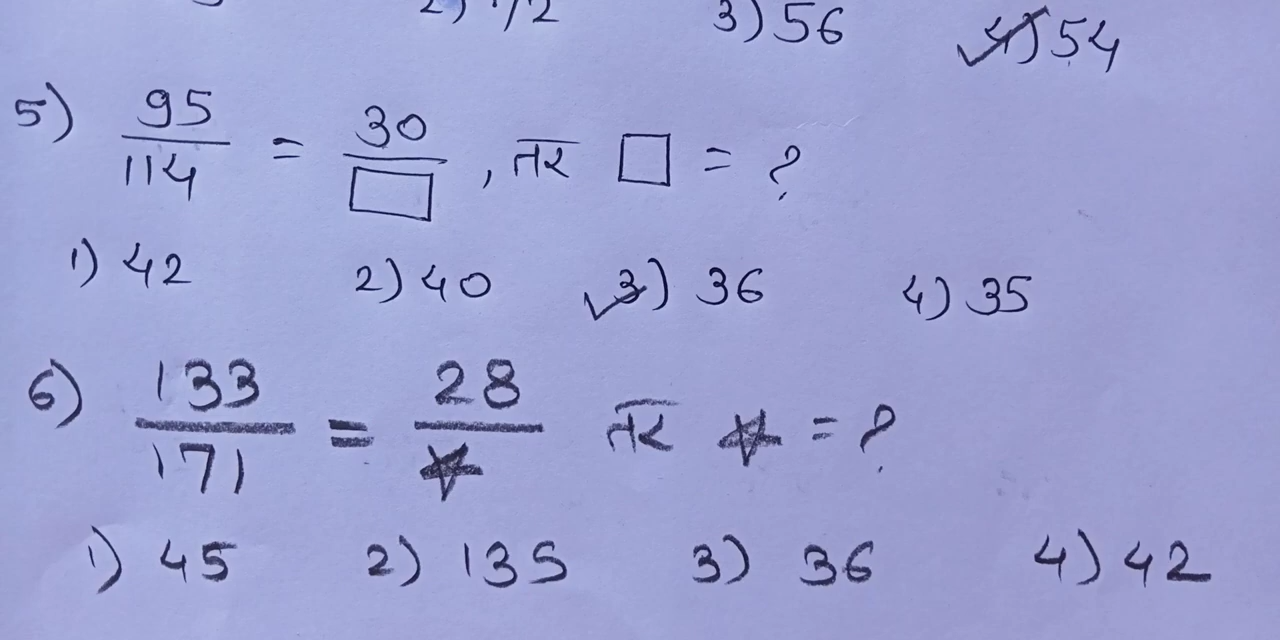 3) 56 4) 54
5) 95/114 = 30/□ , तर □ = ?
1) 42 2) 40 3) 36 4) 35
6) 133/171 = 28/☆ तर ☆ = ?
1) 45 2) 135 3) 36 4) 42